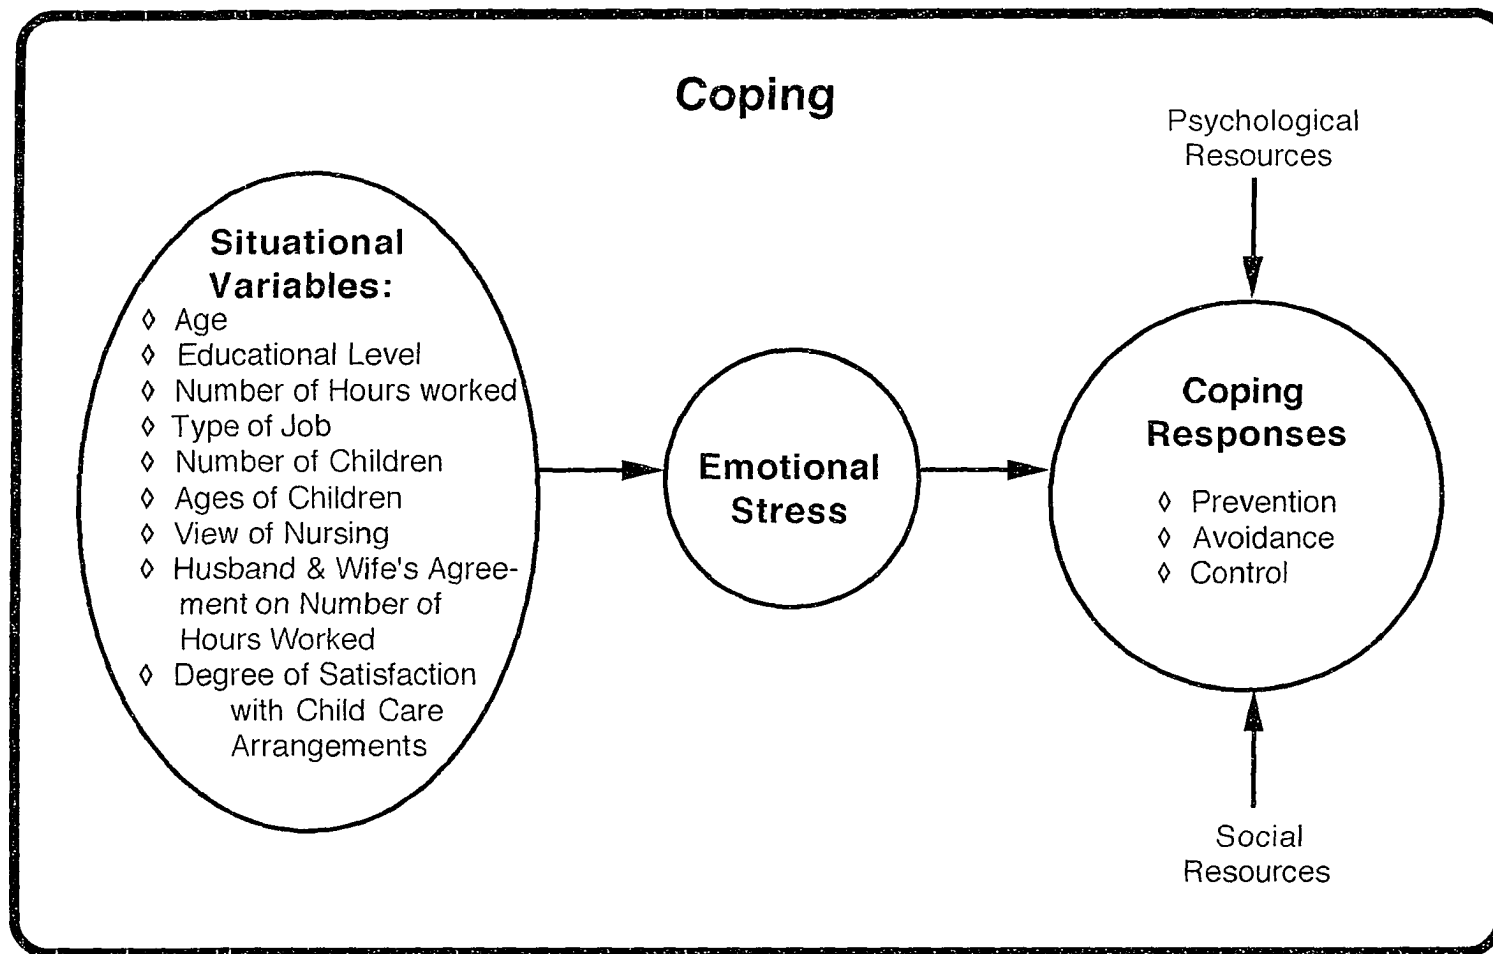 Coping
Psychological
Resources
Situational
Variables:
◊ Age
◊ Educational Level
◊ Number of Hours worked
◊ Type of Job
◊ Number of Children
◊ Ages of Children
◊ View of Nursing
◊ Husband & Wife's Agree-
ment on Number of
Hours Worked
◊ Degree of Satisfaction
with Child Care
Arrangements
Emotional
Stress
Coping
Responses
◊ Prevention
◊ Avoidance
◊ Control
Social
Resources